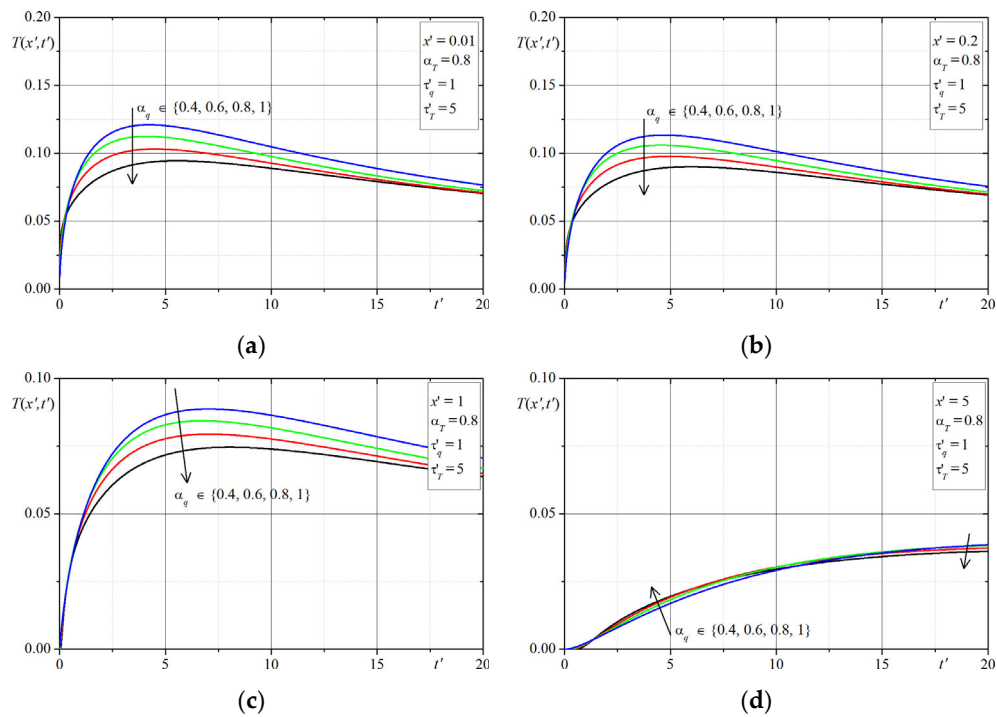 0.20
T(x',t')
0.15
0.10
0.05
0.00
x' = 0.01
α_T = 0.8
τ'_q = 1
τ'_T = 5
α_q ∈ {0.4, 0.6, 0.8, 1}
0 5 10 15 20
t'
(a)
0.20
T(x',t')
0.15
0.10
0.05
0.00
x' = 0.2
α_T = 0.8
τ'_q = 1
τ'_T = 5
α_q ∈ {0.4, 0.6, 0.8, 1}
0 5 10 15 20
t'
(b)
0.10
T(x',t')
0.05
0.00
x' = 1
α_T = 0.8
τ'_q = 1
τ'_T = 5
α_q ∈ {0.4, 0.6, 0.8, 1}
0 5 10 15 20
t'
(c)
0.10
T(x',t')
0.05
0.00
x' = 5
α_T = 0.8
τ'_q = 1
τ'_T = 5
α_q ∈ {0.4, 0.6, 0.8, 1}
0 5 10 15 20
t'
(d)